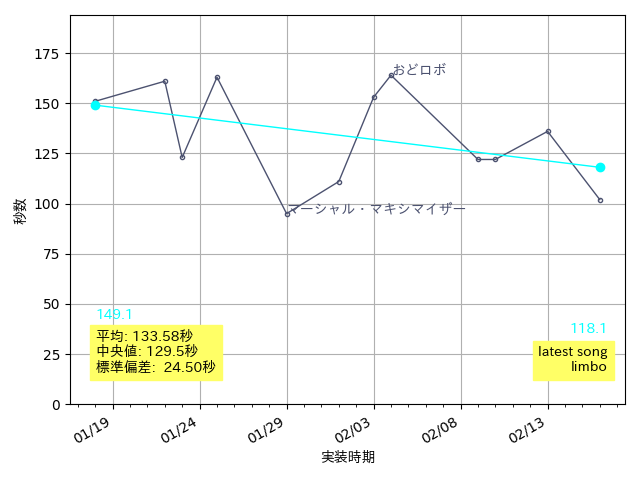 175
150
125
100
75
50
25
0
秒数
おどロボ
マーシャル・マキシマイザー
149.1
118.1
平均: 133.58秒
中央値: 129.5秒
標準偏差: 24.50秒
latest song
limbo
01/19
01/24
01/29
02/03
02/08
02/13
実装時期